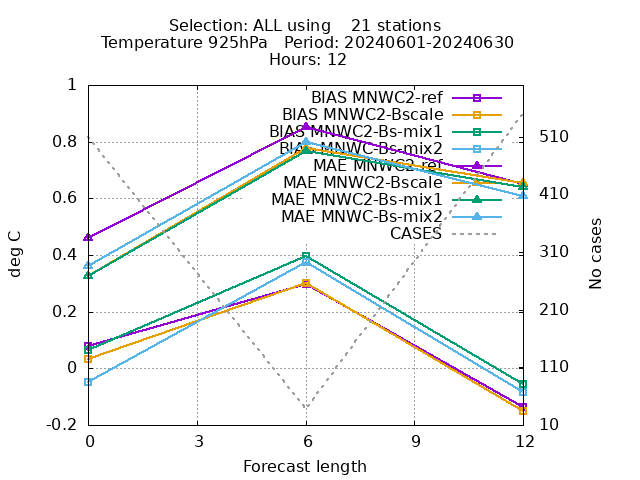 Selection: ALL using    21 stations
Temperature 925hPa   Period: 20240601-20240630
Hours: 12
BIAS MNWC2-ref
BIAS MNWC2-Bscale
BIAS MNWC2-Bs-mix1
BIAS MNWC-Bs-mix2
MAE MNWC2-ref
MAE MNWC2-Bscale
MAE MNWC2-Bs-mix1
MAE MNWC-Bs-mix2
CASES
1
0.8
0.6
0.4
0.2
0
-0.2
deg C
510
410
310
210
110
10
No cases
0 3 6 9 12
Forecast length